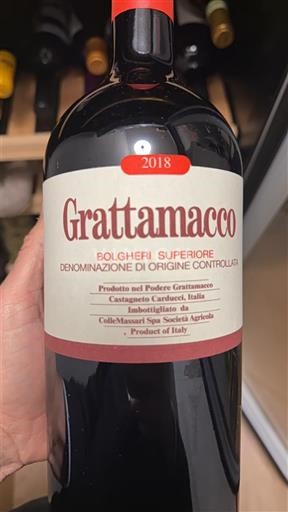 2018
Grattamacco
BOLGHERI SUPERIORE
DENOMINAZIONE DI ORIGINE CONTROLLATA
Prodotto nel Podere Grattamacco
Castagneto Carducci, Italia
Imbottigliato da
ColleMassari Spa Società Agricola
Product of Italy